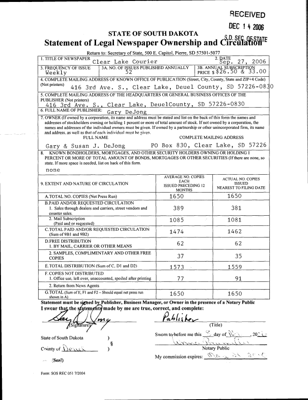 RECEIVED
DEC 14 2006
S.D. SEC. OF STATE
STATE OF SOUTH DAKOTA
Statement of Legal Newspaper Ownership and Circulation
Return to: Secretary of State, 500 E. Capitol, Pierre, SD 57501-5077
1. TITLE OF NEWSPAPER
Clear Lake Courier
2. DATE
Sep. 27, 2006
3. FREQUENCY OF ISSUE
Weekly
3A. NO. OF ISSUES PUBLISHED ANNUALLY
52
3B. ANNUAL SUBSCRIPTION
PRICE $ $26.50 & 33.00
4. COMPLETE MAILING ADDRESS OF KNOWN OFFICE OF PUBLICATION (Street, City, County, State and ZIP+4 Code)
(Not printers)
416 3rd Ave. S., Clear Lake, Deuel County, SD 57226-0830
5. COMPLETE MAILING ADDRESS OF THE HEADQUARTERS OR GENERAL BUSINESS OFFICES OF THE
PUBLISHER (Not printers)
416 3rd Ave. S., Clear Lake, Deuel County, SD 57226-0830
6. FULL NAME OF PUBLISHER:
Gary DeJong
7. OWNER (If owned by a corporation, its name and address must be stated and list on the back of this form the names and
addresses of stockholders owning or holding 1 percent or more of total amount of stock. If not owned by a corporation, the
names and addresses of the individual owners must be given. If owned by a partnership or other unincorporated firm, its name
and address, as well as that of each individual must be given.)
FULL NAME
COMPLETE MAILING ADDRESS
Gary & Susan J. DeJong
PO Box 830, Clear Lake, SD 57226
8. KNOWN BONDHOLDERS, MORTGAGES, AND OTHER SECURITY HOLDERS OWNING OR HOLDING 1
PERCENT OR MORE OF TOTAL AMOUNT OF BONDS, MORTGAGES OR OTHER SECURITIES (If there are none, so
state. If more space is needed, list on back of this form.
none
9. EXTENT AND NATURE OF CIRCULATION
AVERAGE NO. COPIES
EACH
ISSUED PRECEDING 12
MONTHS
ACTUAL NO. COPIES
ISSUED
NEAREST TO FILING DATE
A. TOTAL NO. COPIES (Net Press Run)
1650
1650
B. PAID AND/OR REQUESTED CIRCULATION
1. Sales through dealers and carriers, street vendors and
counter sales.
389
381
2. Mail Subscription
(Paid and/or requested)
1085
1081
C. TOTAL PAID AND/OR REQUESTED CIRCULATION
(Sum of 9B1 and 9B2)
1474
1462
D. FREE DISTRIBUTION
1. BY MAIL, CARRIER OR OTHER MEANS
62
62
2. SAMPLES, COMPLIMENTARY AND OTHER FREE
COPIES
37
35
E. TOTAL DISTRIBUTION (Sum of C, D1 and D2)
1573
1559
F. COPIES NOT DISTRIBUTED
1. Office use, left over, unaccounted, spoiled after printing
77
91
2. Return from News Agents
G. TOTAL (Sum of E, F1 and F2 - Should equal net press run
shown in A)
1650
1650
Statement must be signed by Publisher, Business Manager, or Owner in the presence of a Notary Public
I swear that the statements made by me are true, correct, and complete:
Publisher
(Signature)
(Title)
State of South Dakota )
Sworn to before me this
County of Deuel )
Notary Public
(Seal)
My commission expires:
Form: SOS REC 051 7/2004